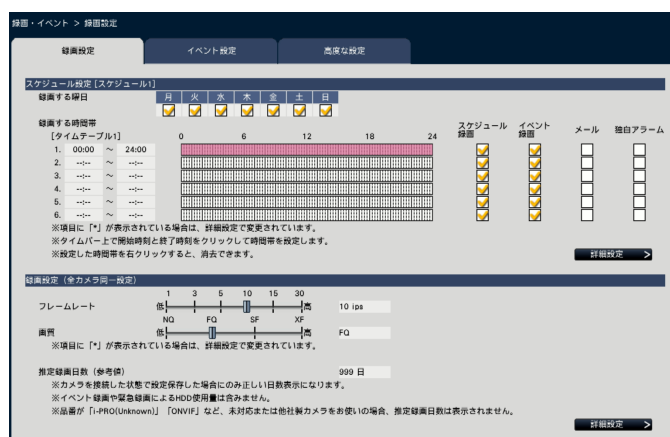 録画・イベント > 録画設定
録画設定 イベント設定 高度な設定
スケジュール設定 [スケジュール1]
録画する曜日 月 火 水 木 金 土 日
録画する時間帯
[タイムテーブル1] 0 6 12 18 24 スケジュール録画 イベント録画 メール 独自アラーム
1. 00:00 ～ 24:00
2. --:-- ～ --:--
3. --:-- ～ --:--
4. --:-- ～ --:--
5. --:-- ～ --:--
6. --:-- ～ --:--
※項目に「*」が表示されている場合は、詳細設定で変更されています。
※タイムバー上で開始時刻と終了時刻をクリックして時間帯を設定します。
※設定した時間帯を右クリックすると、消去できます。
詳細設定 >
録画設定（全カメラ同一設定）
1 3 5 10 15 30
フレームレート 低 高 10 ips
NQ FQ SF XF
画質 低 高 FQ
※項目に「*」が表示されている場合は、詳細設定で変更されています。
推定録画日数（参考値） 999 日
※カメラを接続した状態で設定保存した場合にのみ正しい日数表示になります。
※イベント録画や緊急録画によるHDD使用量は含みません。
※品番が「i-PRO(Unknown)」「ONVIF」など、未対応または他社製カメラをお使いの場合、推定録画日数は表示されません。
詳細設定 >